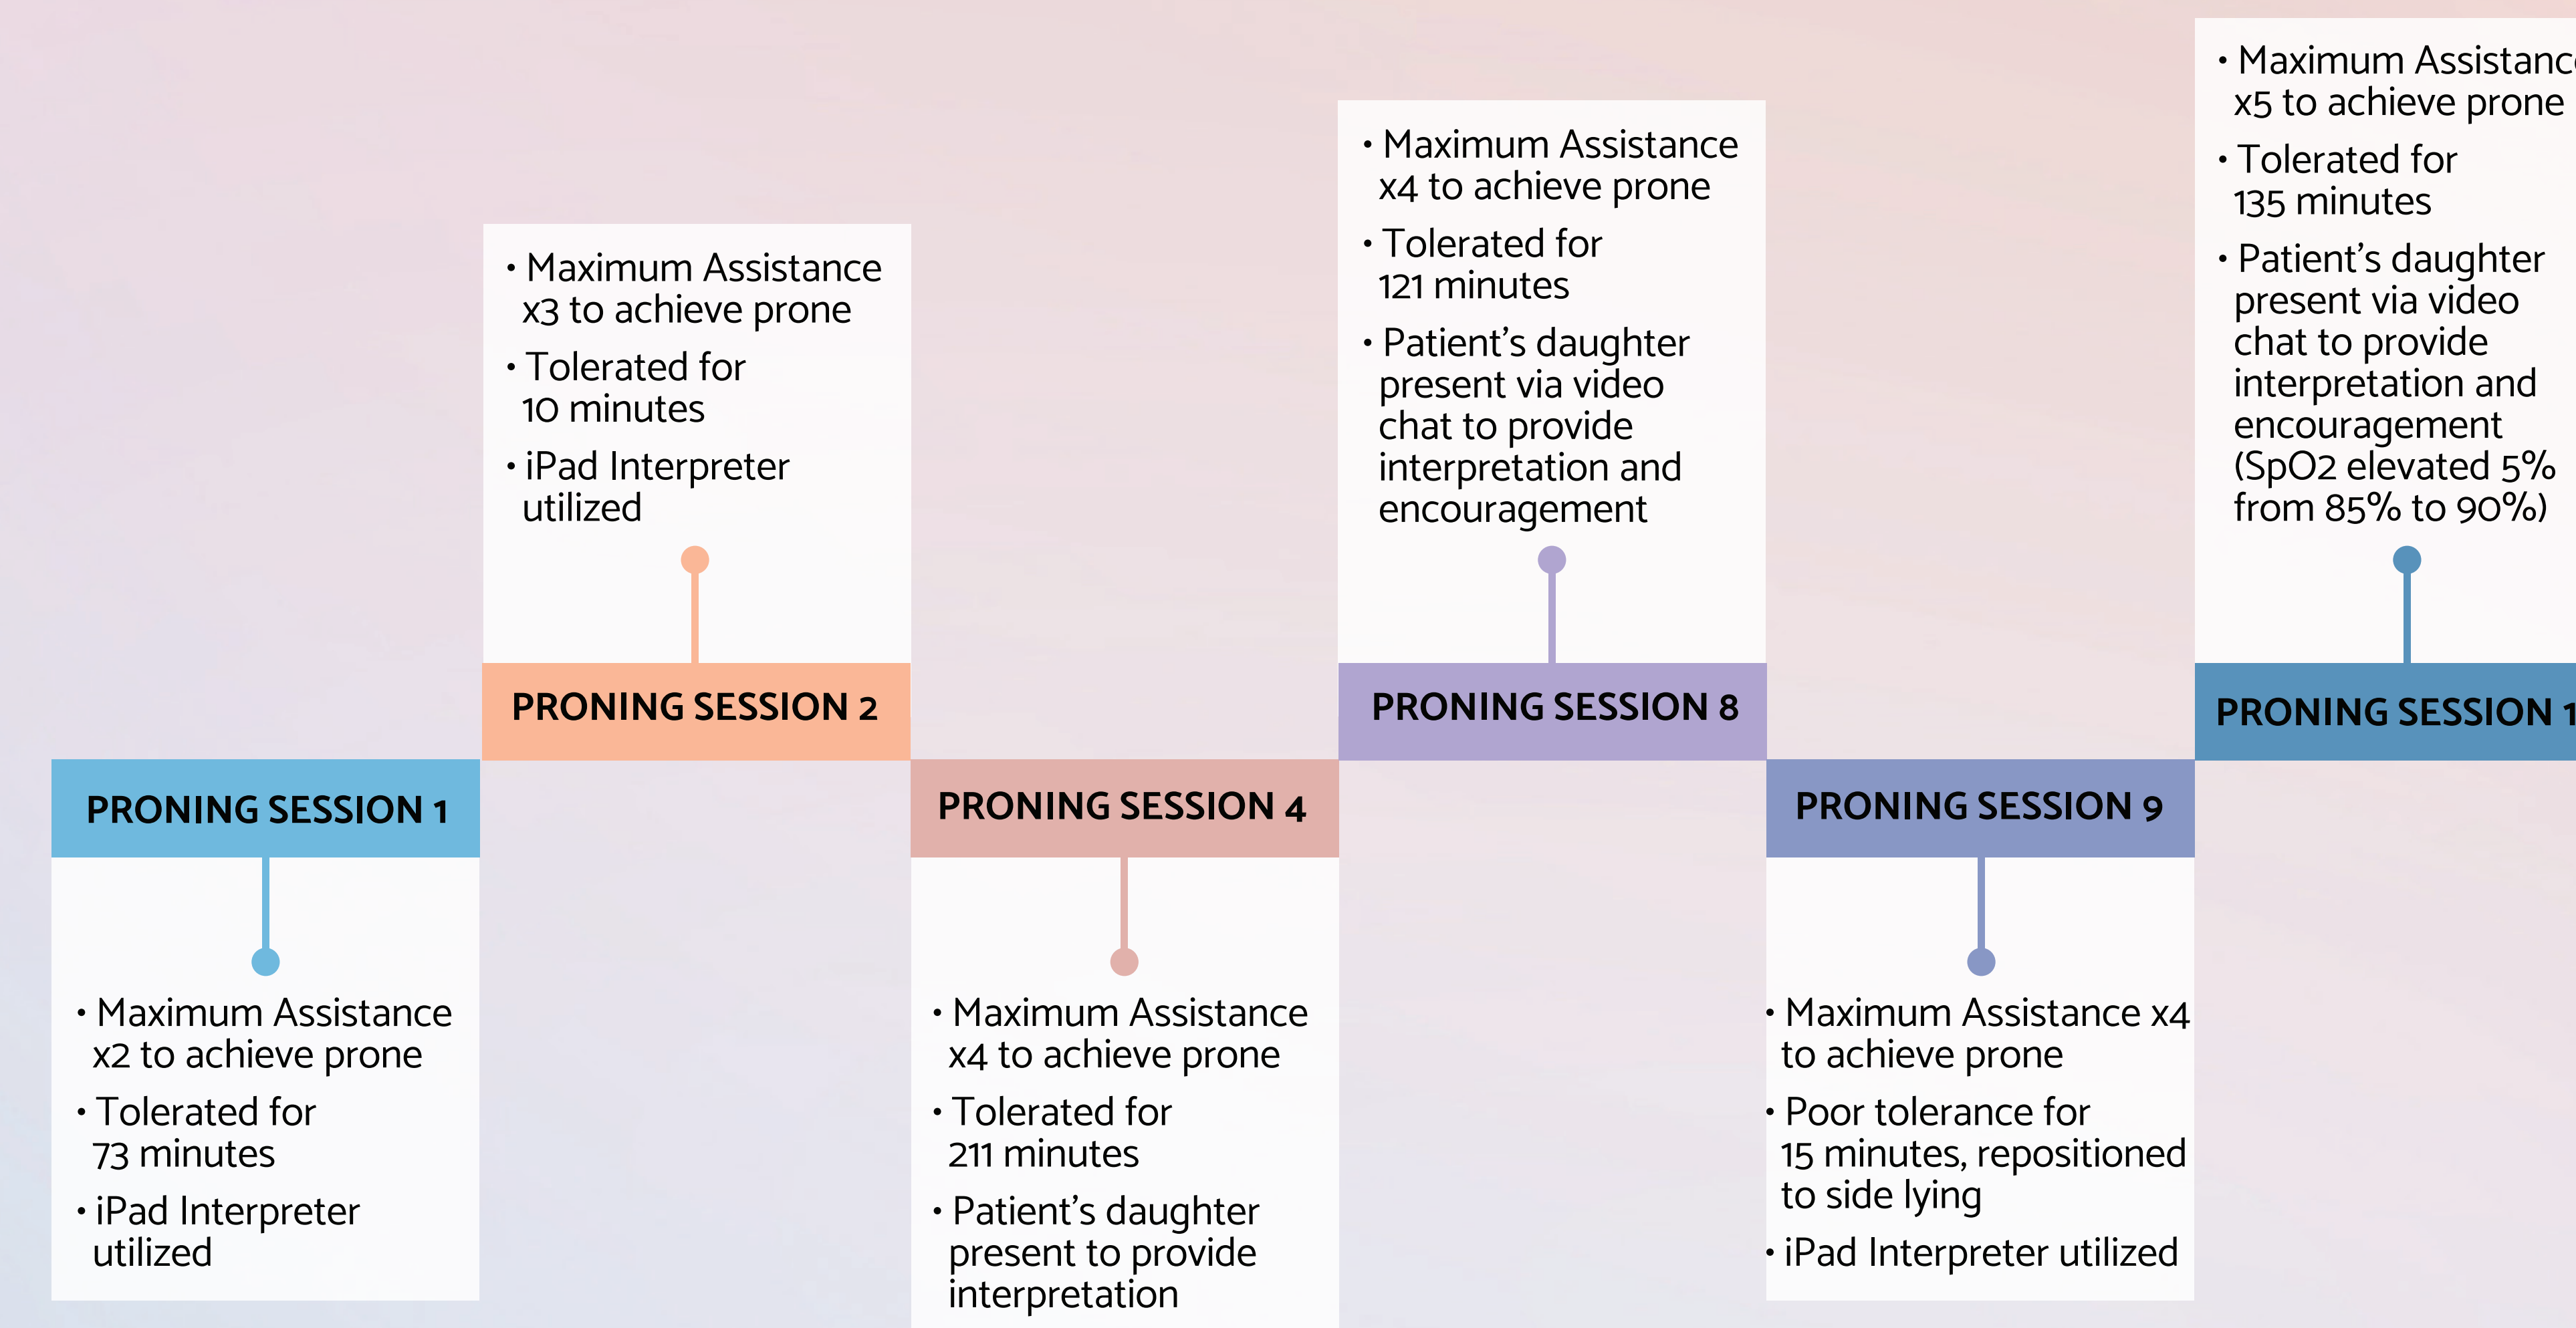 PRONING SESSION 1
• Maximum Assistance
x2 to achieve prone
• Tolerated for
73 minutes
• iPad Interpreter
utilized
• Maximum Assistance
x3 to achieve prone
• Tolerated for
10 minutes
• iPad Interpreter
utilized
PRONING SESSION 2
PRONING SESSION 4
• Maximum Assistance
x4 to achieve prone
• Tolerated for
211 minutes
• Patient’s daughter
present to provide
interpretation
• Maximum Assistance
x4 to achieve prone
• Tolerated for
121 minutes
• Patient’s daughter
present via video
chat to provide
interpretation and
encouragement
PRONING SESSION 8
PRONING SESSION 9
• Maximum Assistance x4
to achieve prone
• Poor tolerance for
15 minutes, repositioned
to side lying
• iPad Interpreter utilized
• Maximum
x5 to achieve prone
• Tolerated for
135 minutes
• Patient’s daughter
present via video
chat to provide
interpretation and
encouragement
(SpO2 elevated 5%
from 85% to 90%)
PRONING SESSION